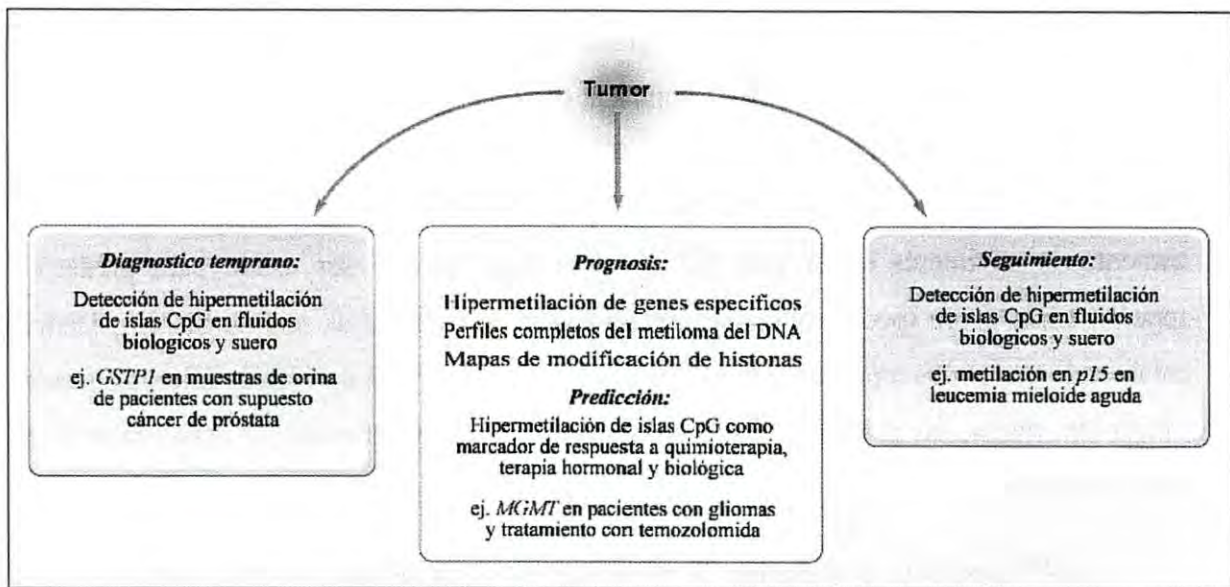 Tumor
Diagnostico temprano:
Detección de hipermetilación
de islas CpG en fluidos
biologicos y suero
ej. GSTP1 en muestras de orina
de pacientes con supuesto
cáncer de próstata
Prognosis:
Hipermetilación de genes específicos
Perfiles completos del metiloma del DNA
Mapas de modificación de histonas
Predicción:
Hipermetilación de islas CpG como
marcador de respuesta a quimioterapia,
terapia hormonal y biológica
ej. MGMT en pacientes con gliomas
y tratamiento con temozolomida
Seguimiento:
Detección de hipermetilación
de islas CpG en fluidos
biologicos y suero
ej. metilación en p15 en
leucemia mieloide aguda